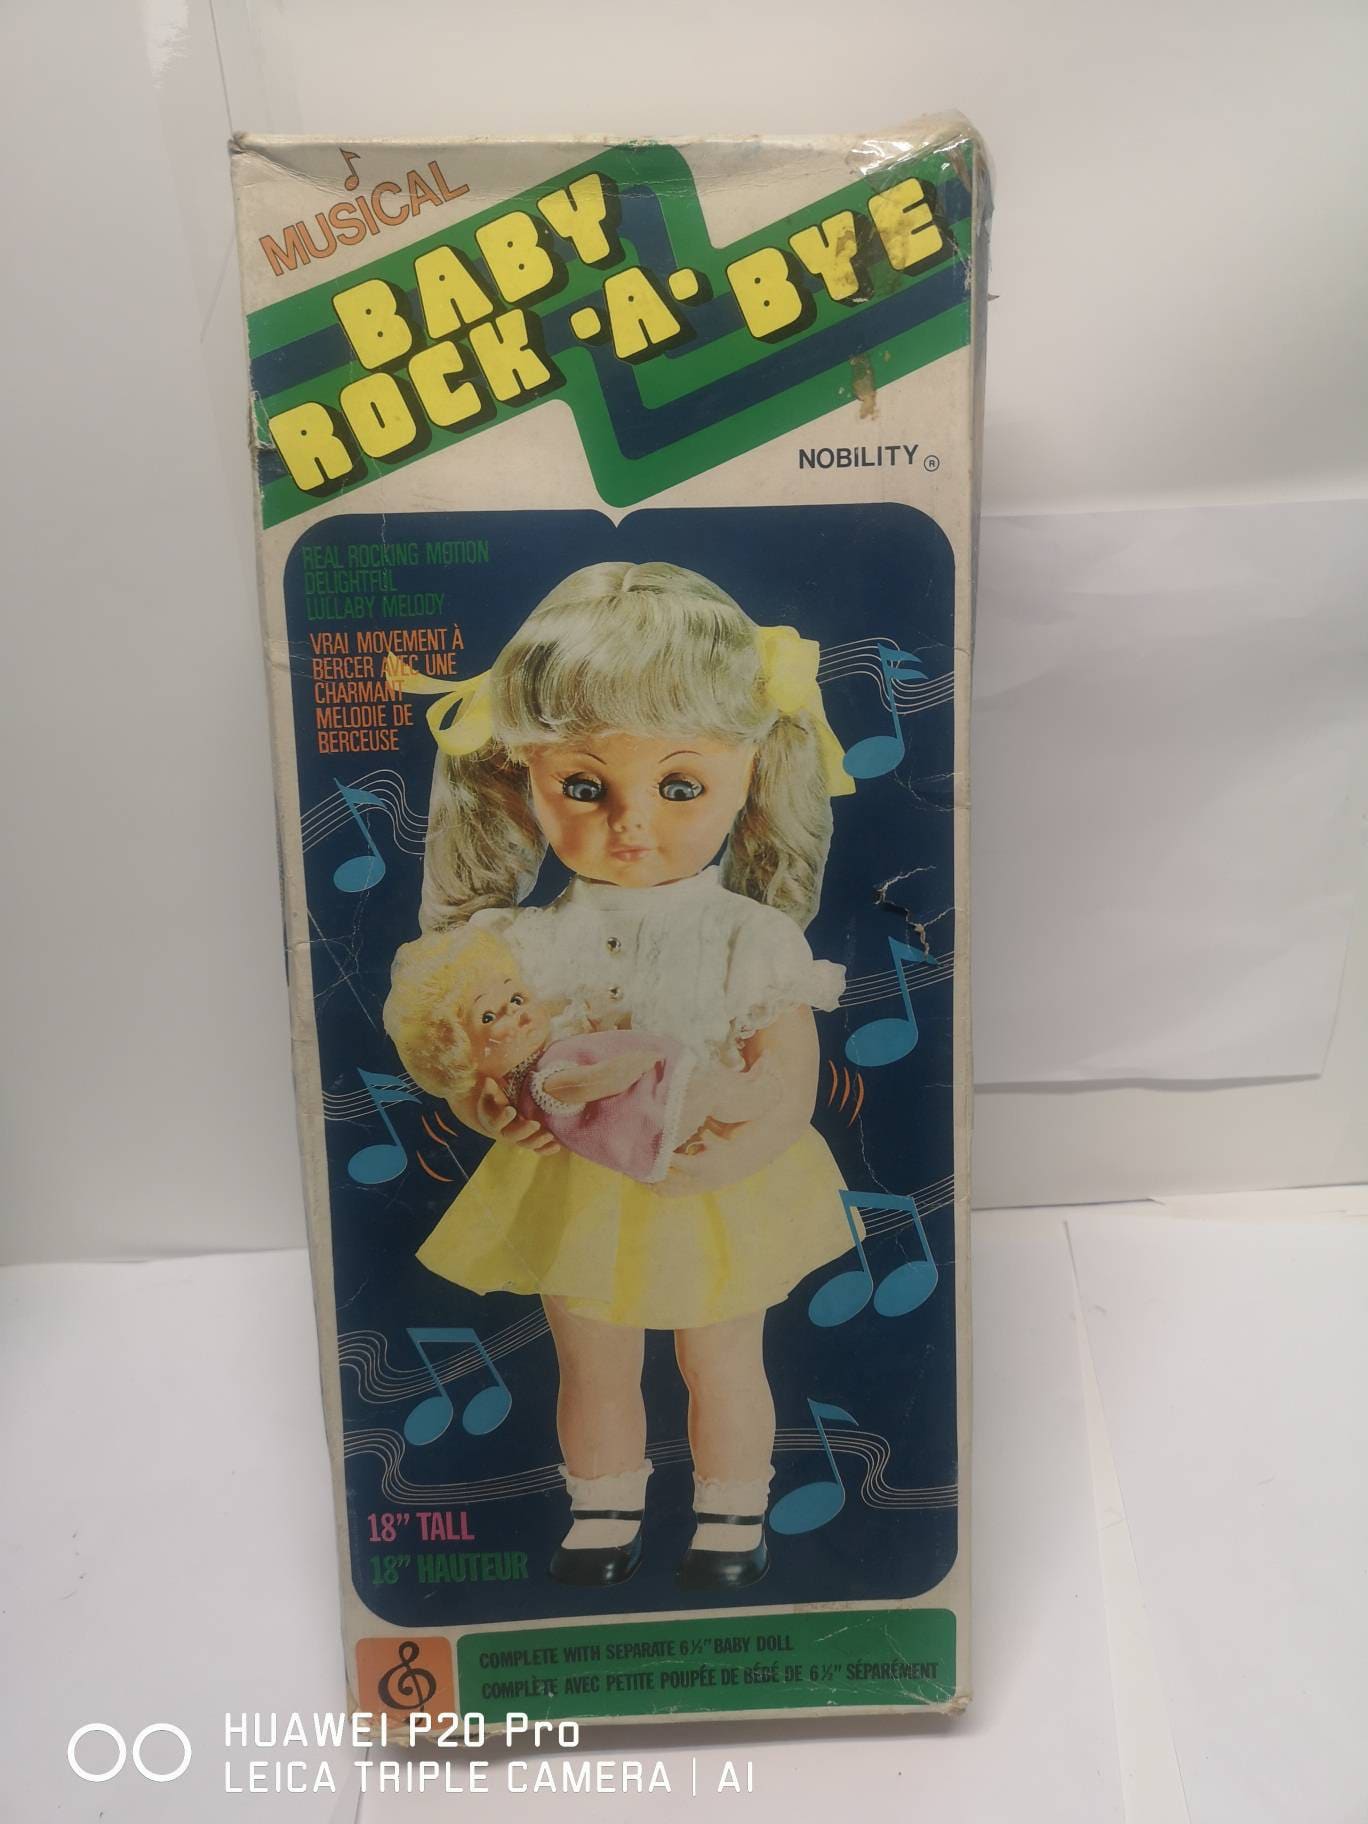 MUSICAL
BABY
ROCK ·A· BYE
NOBILITY ®
REAL ROCKING MOTION
DELIGHTFUL
LULLABY MELODY
VRAI MOVEMENT À
BERCER AVEC UNE
CHARMANT
MELODIE DE
BERCEUSE
18” TALL
18” HAUTEUR
COMPLETE WITH SEPARATE 6½” BABY DOLL
COMPLÈTE AVEC PETITE POUPÉE DE BÉBÉ DE 6½” SÉPARÉMENT
HUAWEI P20 Pro
LEICA TRIPLE CAMERA | AI